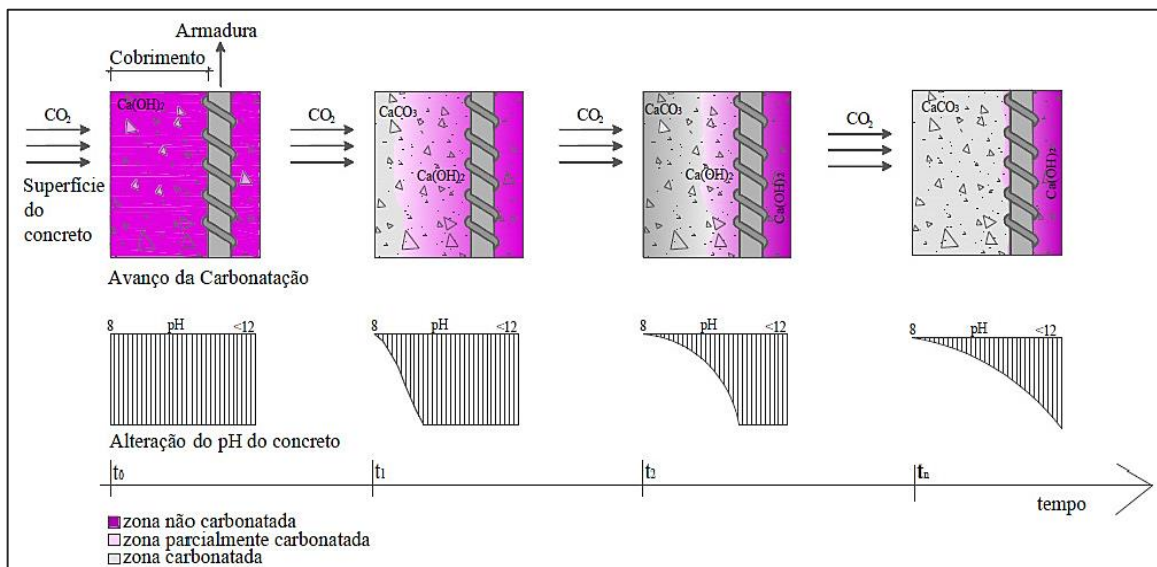 Armadura
Cobrimento
CO₂
Superfície
do
concreto
Ca(OH)₂
CO₂
CaCO₃
Ca(OH)₂
CO₂
CaCO₃
Ca(OH)₂
Ca(OH)₂
CO₂
CaCO₃
Ca(OH)₂
Avanço da Carbonatação
8 pH <12
8 pH <12
8 pH <12
8 pH <12
Alteração do pH do concreto
t₀ t₁ t₂ tₙ
tempo
zona não carbonatada
zona parcialmente carbonatada
zona carbonatada